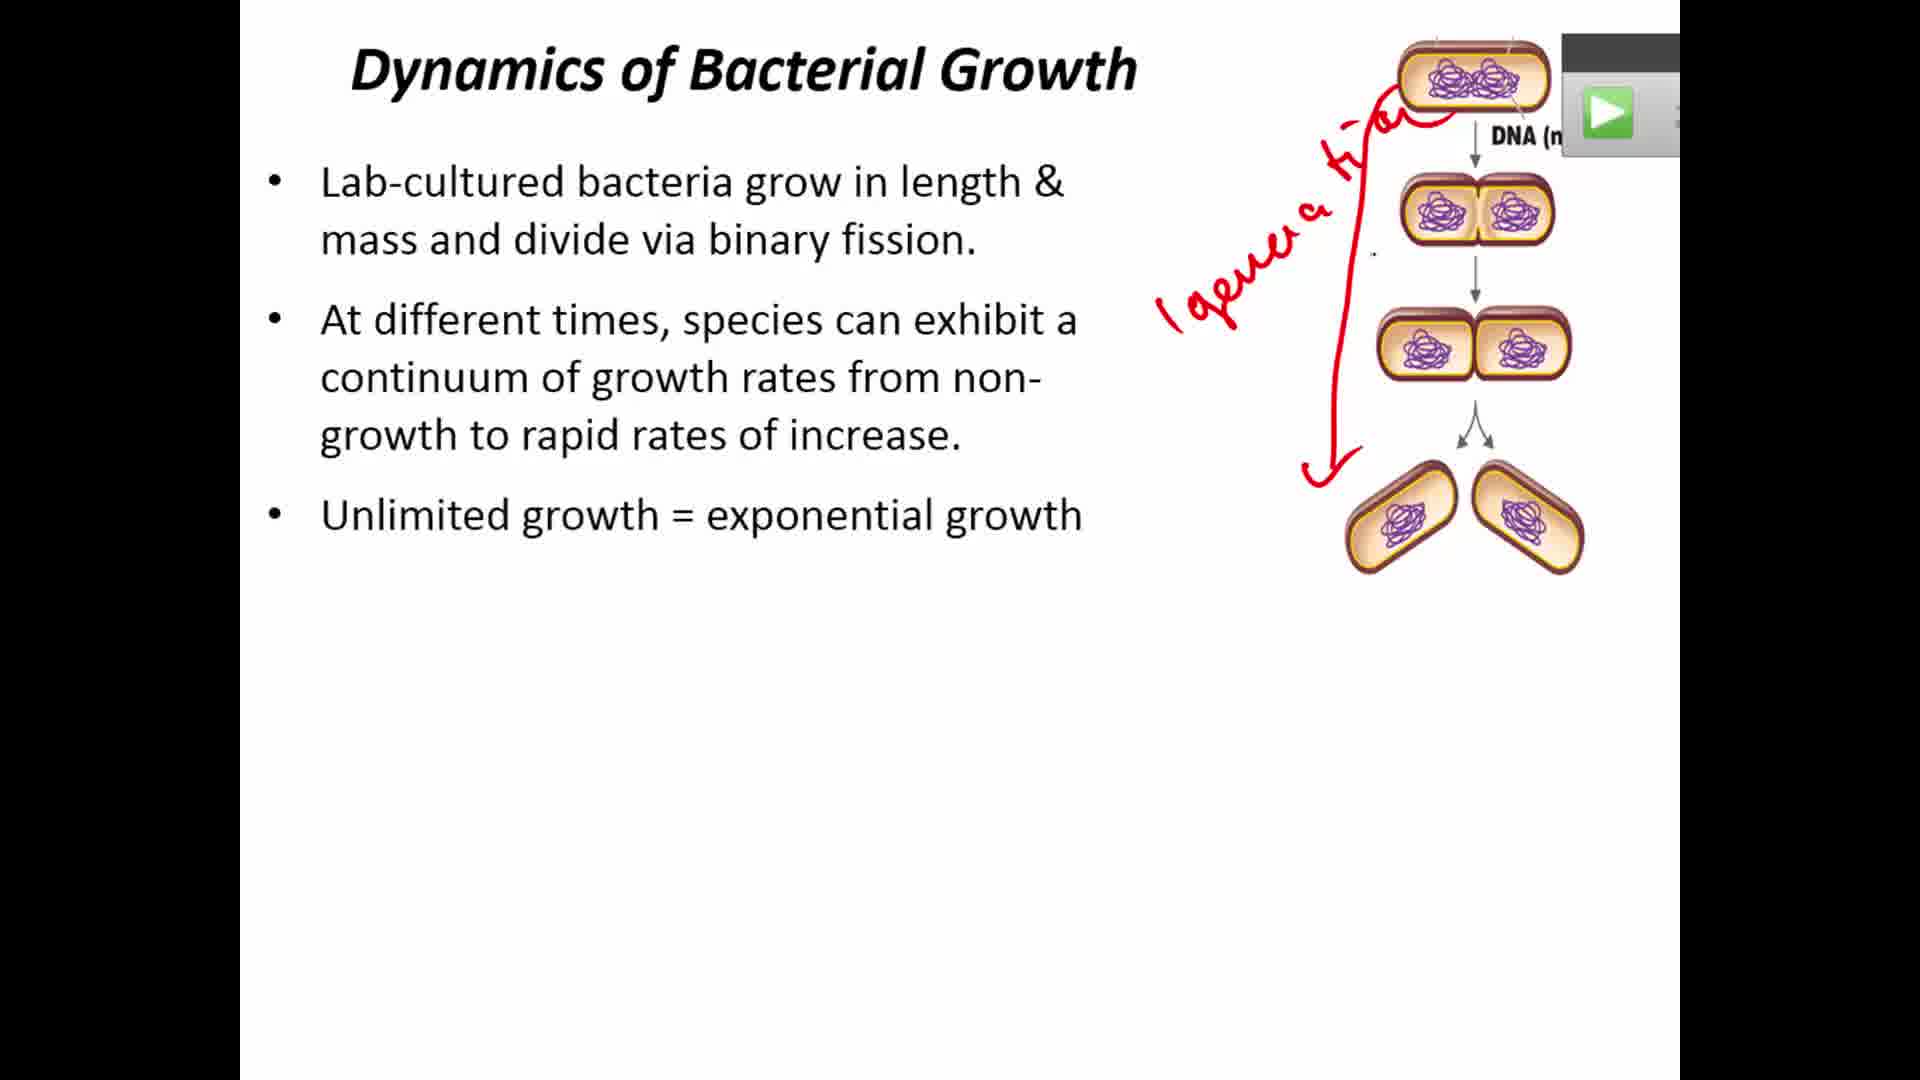 Dynamics of Bacterial Growth
• Lab-cultured bacteria grow in length &
mass and divide via binary fission.
• At different times, species can exhibit a
continuum of growth rates from non-
growth to rapid rates of increase.
• Unlimited growth = exponential growth
DNA (n
1 generation